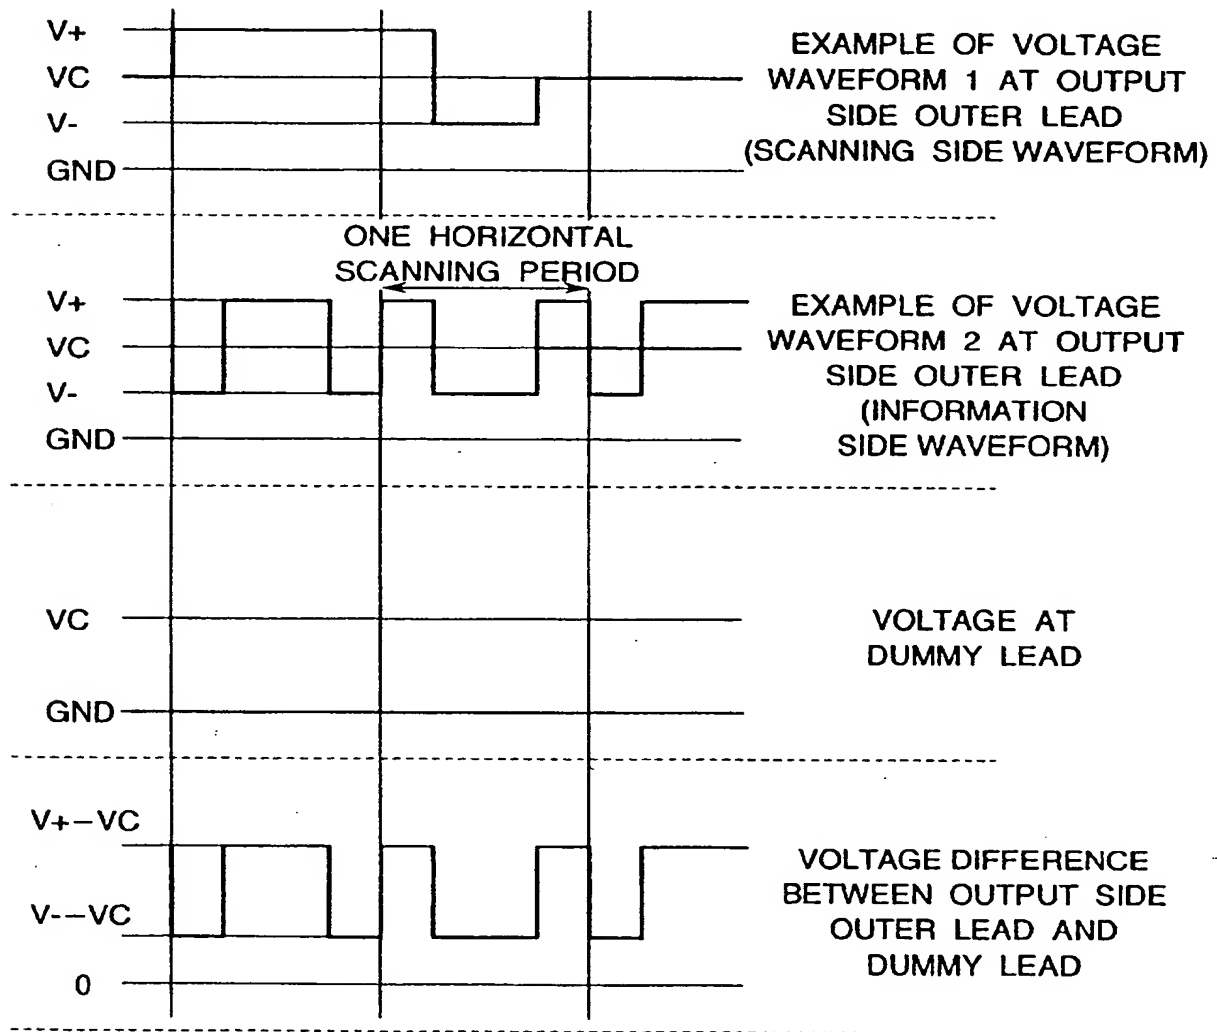 V+
VC
V-
GND
EXAMPLE OF VOLTAGE
WAVEFORM 1 AT OUTPUT
SIDE OUTER LEAD
(SCANNING SIDE WAVEFORM)
ONE HORIZONTAL
SCANNING PERIOD
V+
VC
V-
GND
EXAMPLE OF VOLTAGE
WAVEFORM 2 AT OUTPUT
SIDE OUTER LEAD
(INFORMATION
SIDE WAVEFORM)
VC
GND
VOLTAGE AT
DUMMY LEAD
V+−VC
V-−VC
0
VOLTAGE DIFFERENCE
BETWEEN OUTPUT SIDE
OUTER LEAD AND
DUMMY LEAD